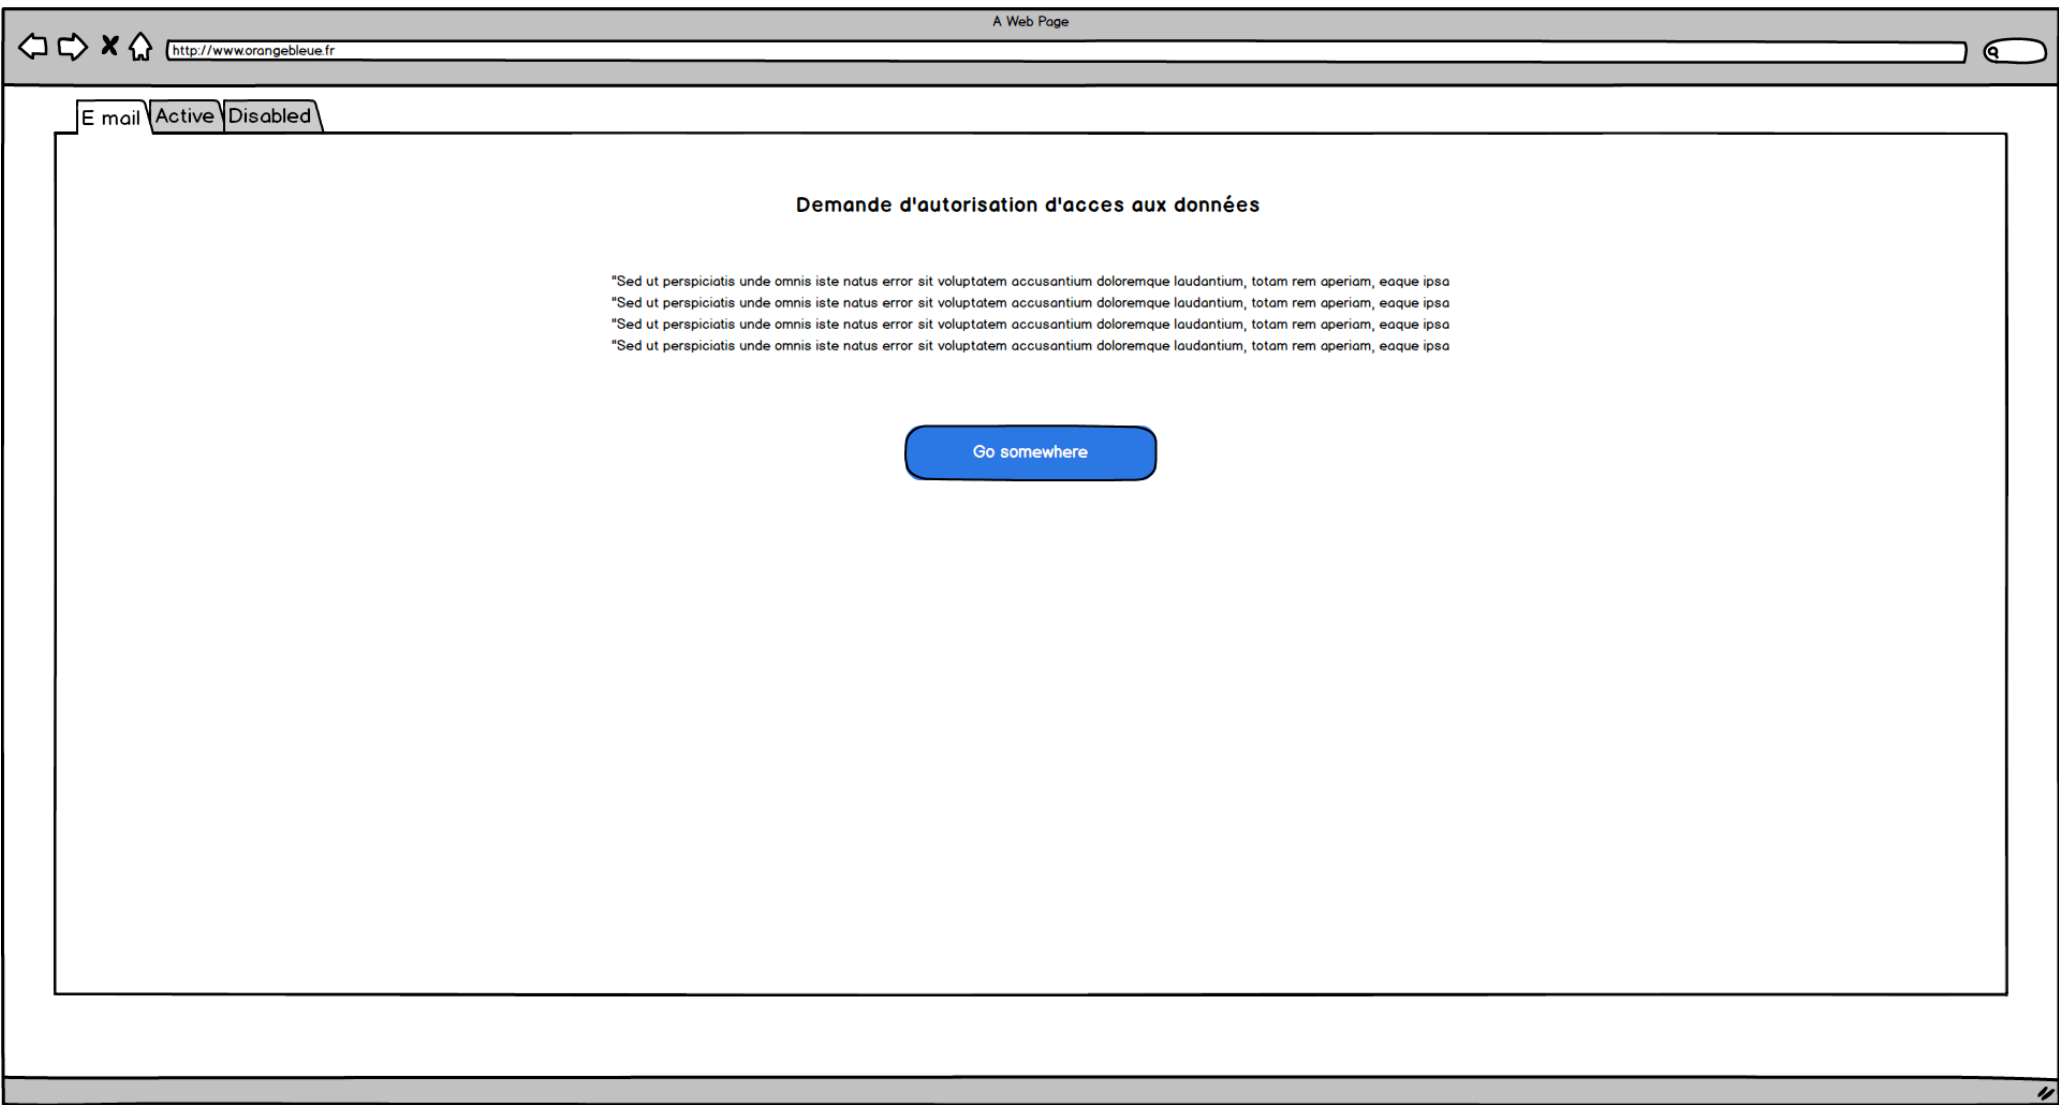 A Web Page
http://www.orangebleue.fr
E mail
Active
Disabled
Demande d'autorisation d'acces aux données
"Sed ut perspiciatis unde omnis iste natus error sit voluptatem accusantium doloremque laudantium, totam rem aperiam, eaque ipsa
"Sed ut perspiciatis unde omnis iste natus error sit voluptatem accusantium doloremque laudantium, totam rem aperiam, eaque ipsa
"Sed ut perspiciatis unde omnis iste natus error sit voluptatem accusantium doloremque laudantium, totam rem aperiam, eaque ipsa
"Sed ut perspiciatis unde omnis iste natus error sit voluptatem accusantium doloremque laudantium, totam rem aperiam, eaque ipsa
Go somewhere